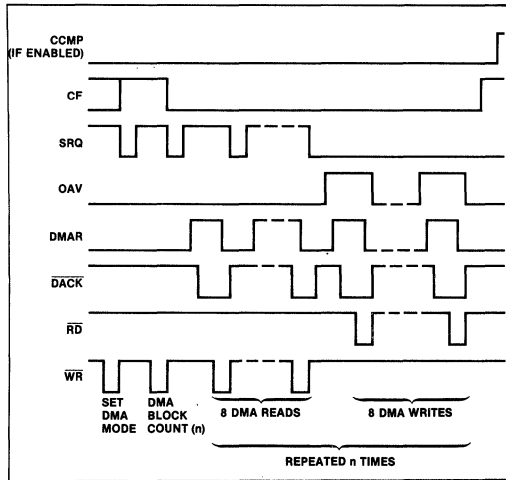 CCMP
(IF ENABLED)
CF
SRQ
OAV
DMAR
DACK
RD
WR
SET
DMA
MODE
DMA
BLOCK
COUNT (n)
8 DMA READS
8 DMA WRITES
REPEATED n TIMES